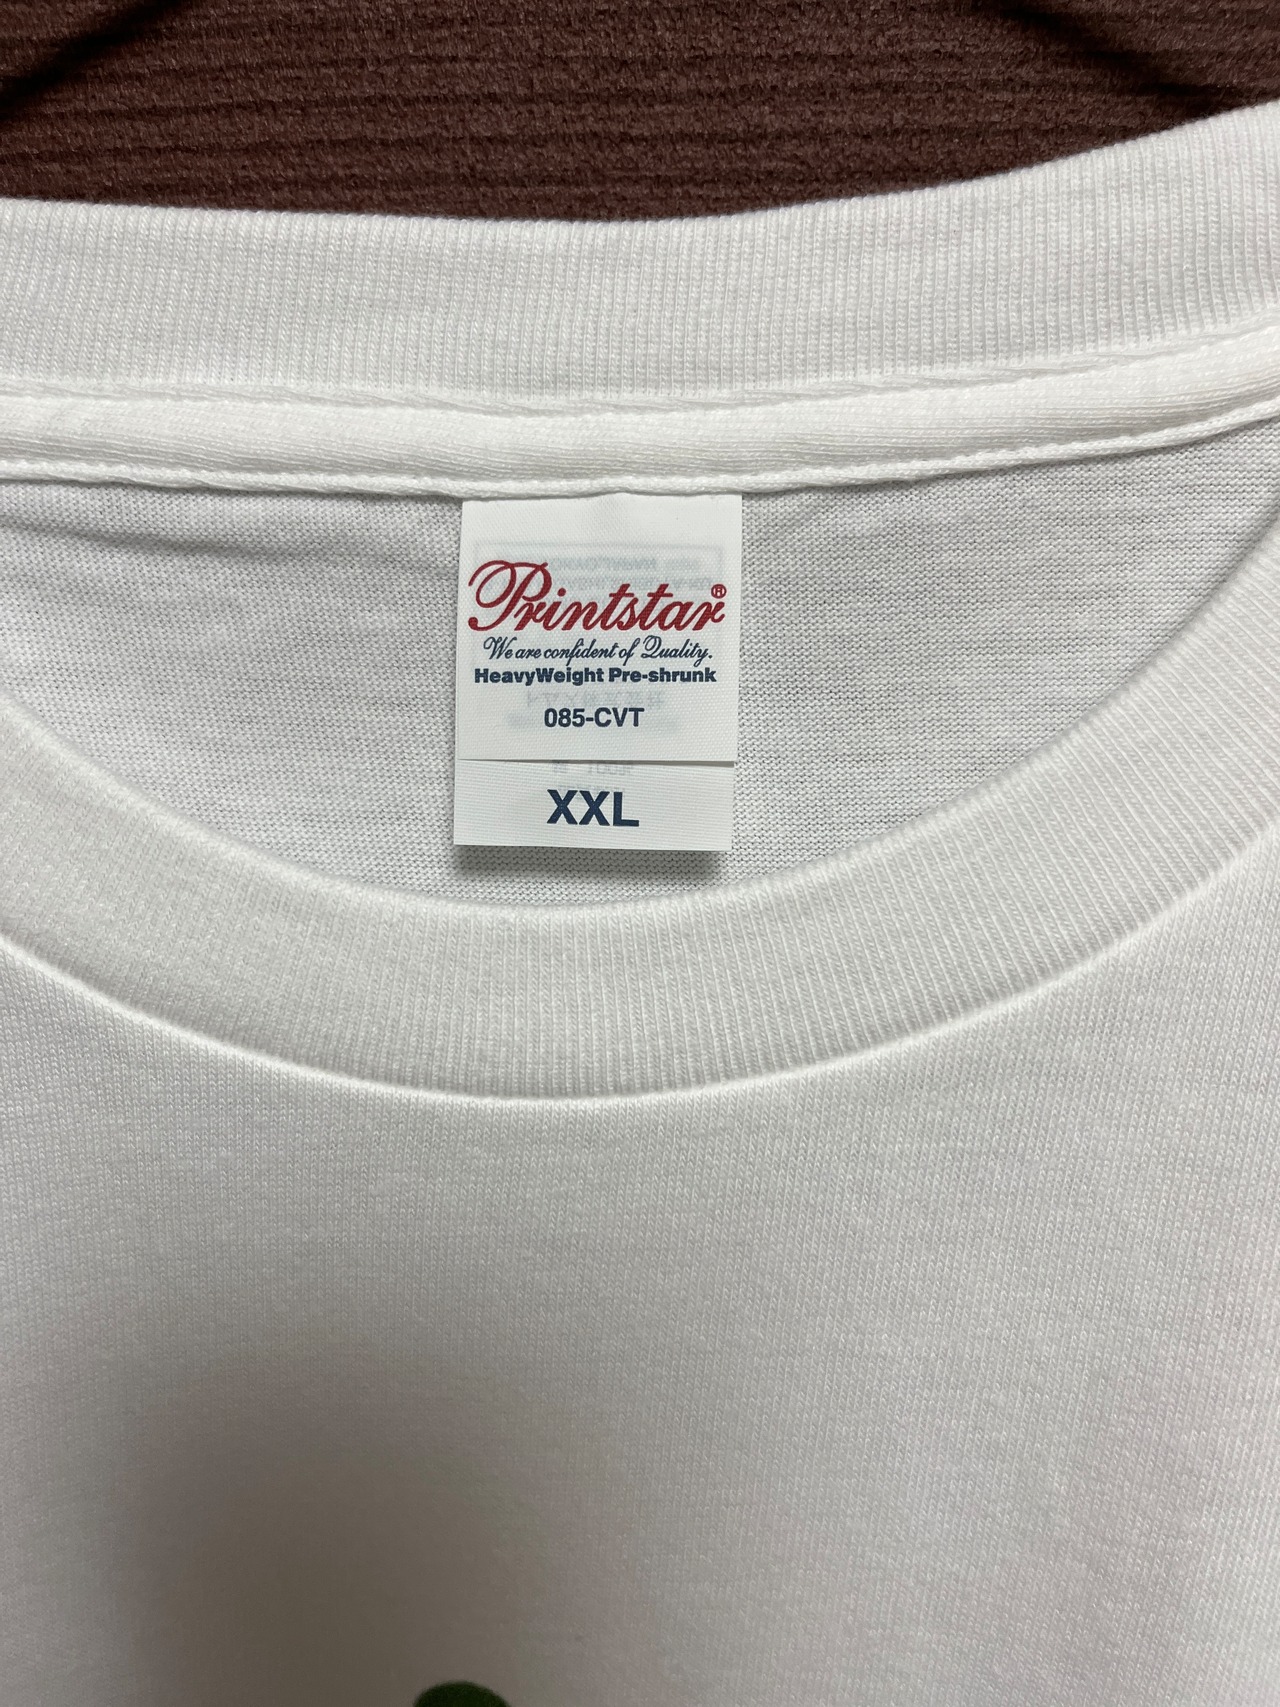 Printstar®
We are confident of Quality.
HeavyWeight Pre-shrunk
085-CVT
XXL